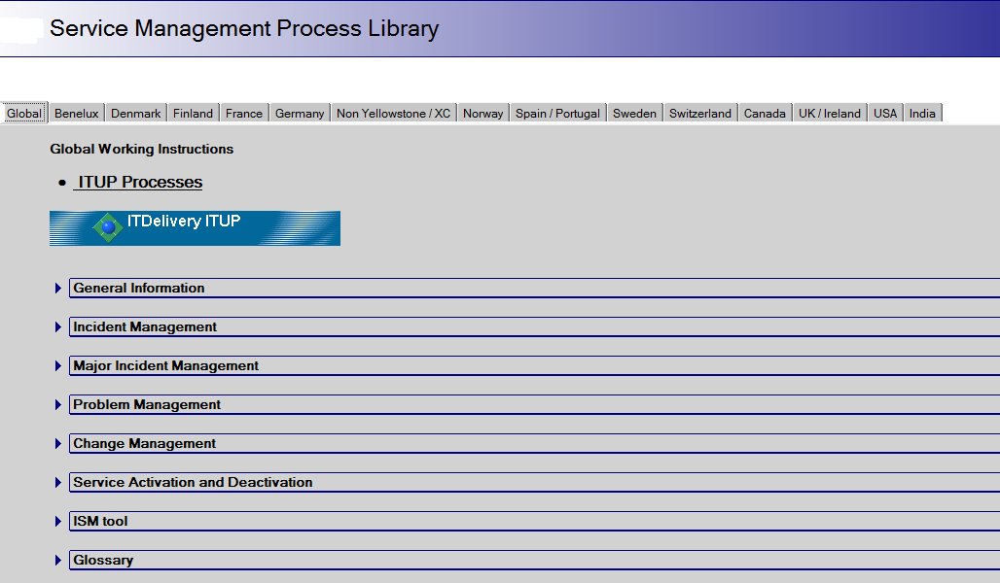 Service Management Process Library
Global Benelux Denmark Finland France Germany Non Yellowstone / XC Norway Spain / Portugal Sweden Switzerland Canada UK / Ireland USA India
Global Working Instructions
• ITUP Processes
ITDelivery ITUP
General Information
Incident Management
Major Incident Management
Problem Management
Change Management
Service Activation and Deactivation
ISM tool
Glossary